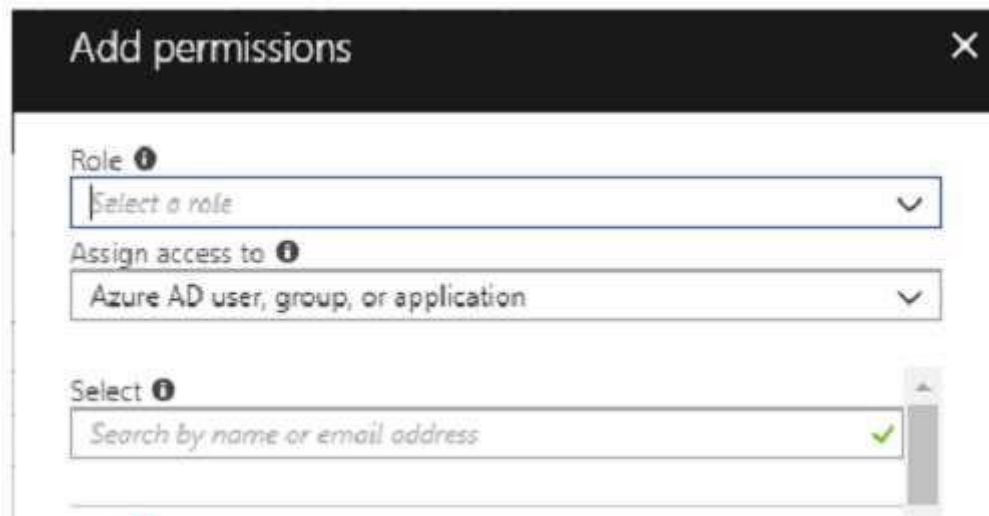 Add permissions
Role
Select a role
Assign access to
Azure AD user, group, or application
Select
Search by name or email address